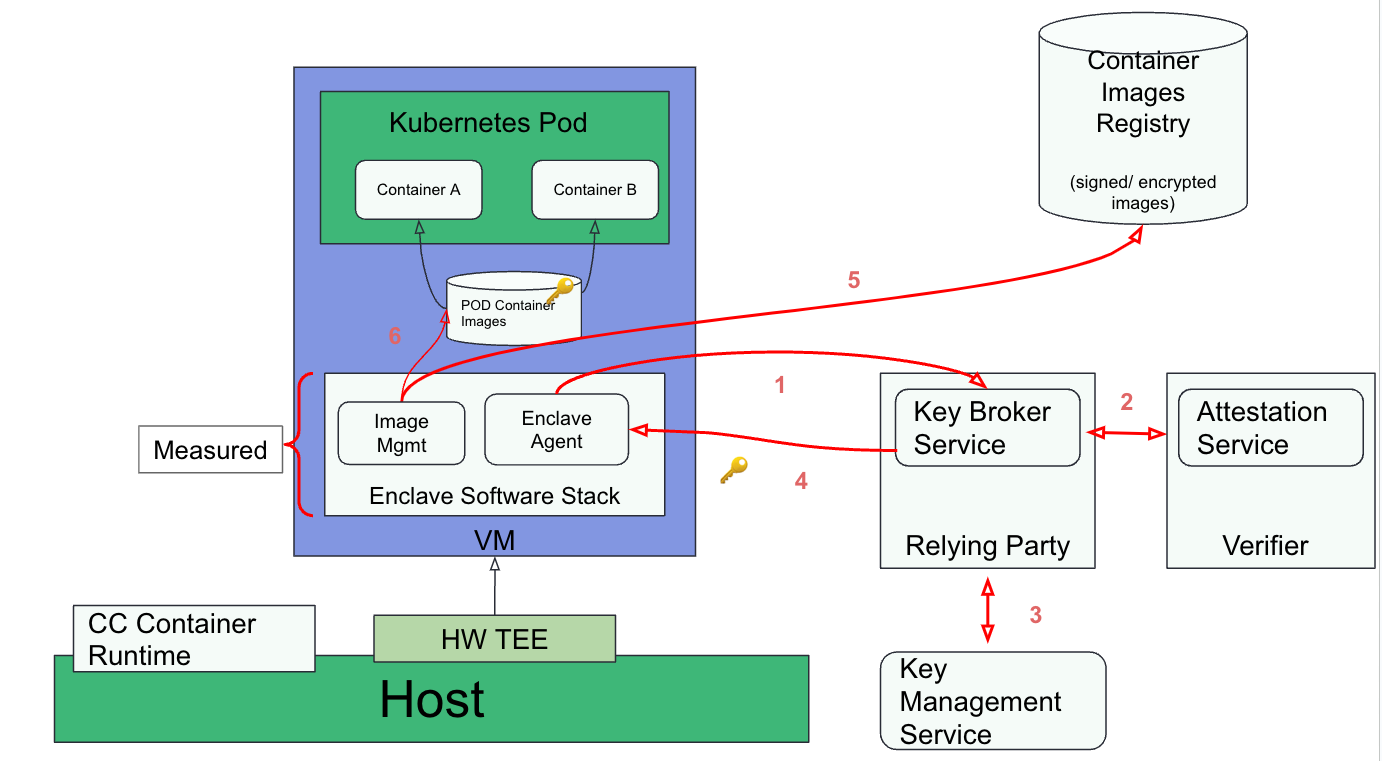 Container
Images
Registry
(signed/ encrypted
images)
Kubernetes Pod
Container A
Container B
POD Container
Images
5
6
1
2
Image
Mgmt
Enclave
Agent
Key Broker
Service
Attestation
Service
Measured
4
Enclave Software Stack
VM
Relying Party
Verifier
3
CC Container
Runtime
HW TEE
Host
Key
Management
Service